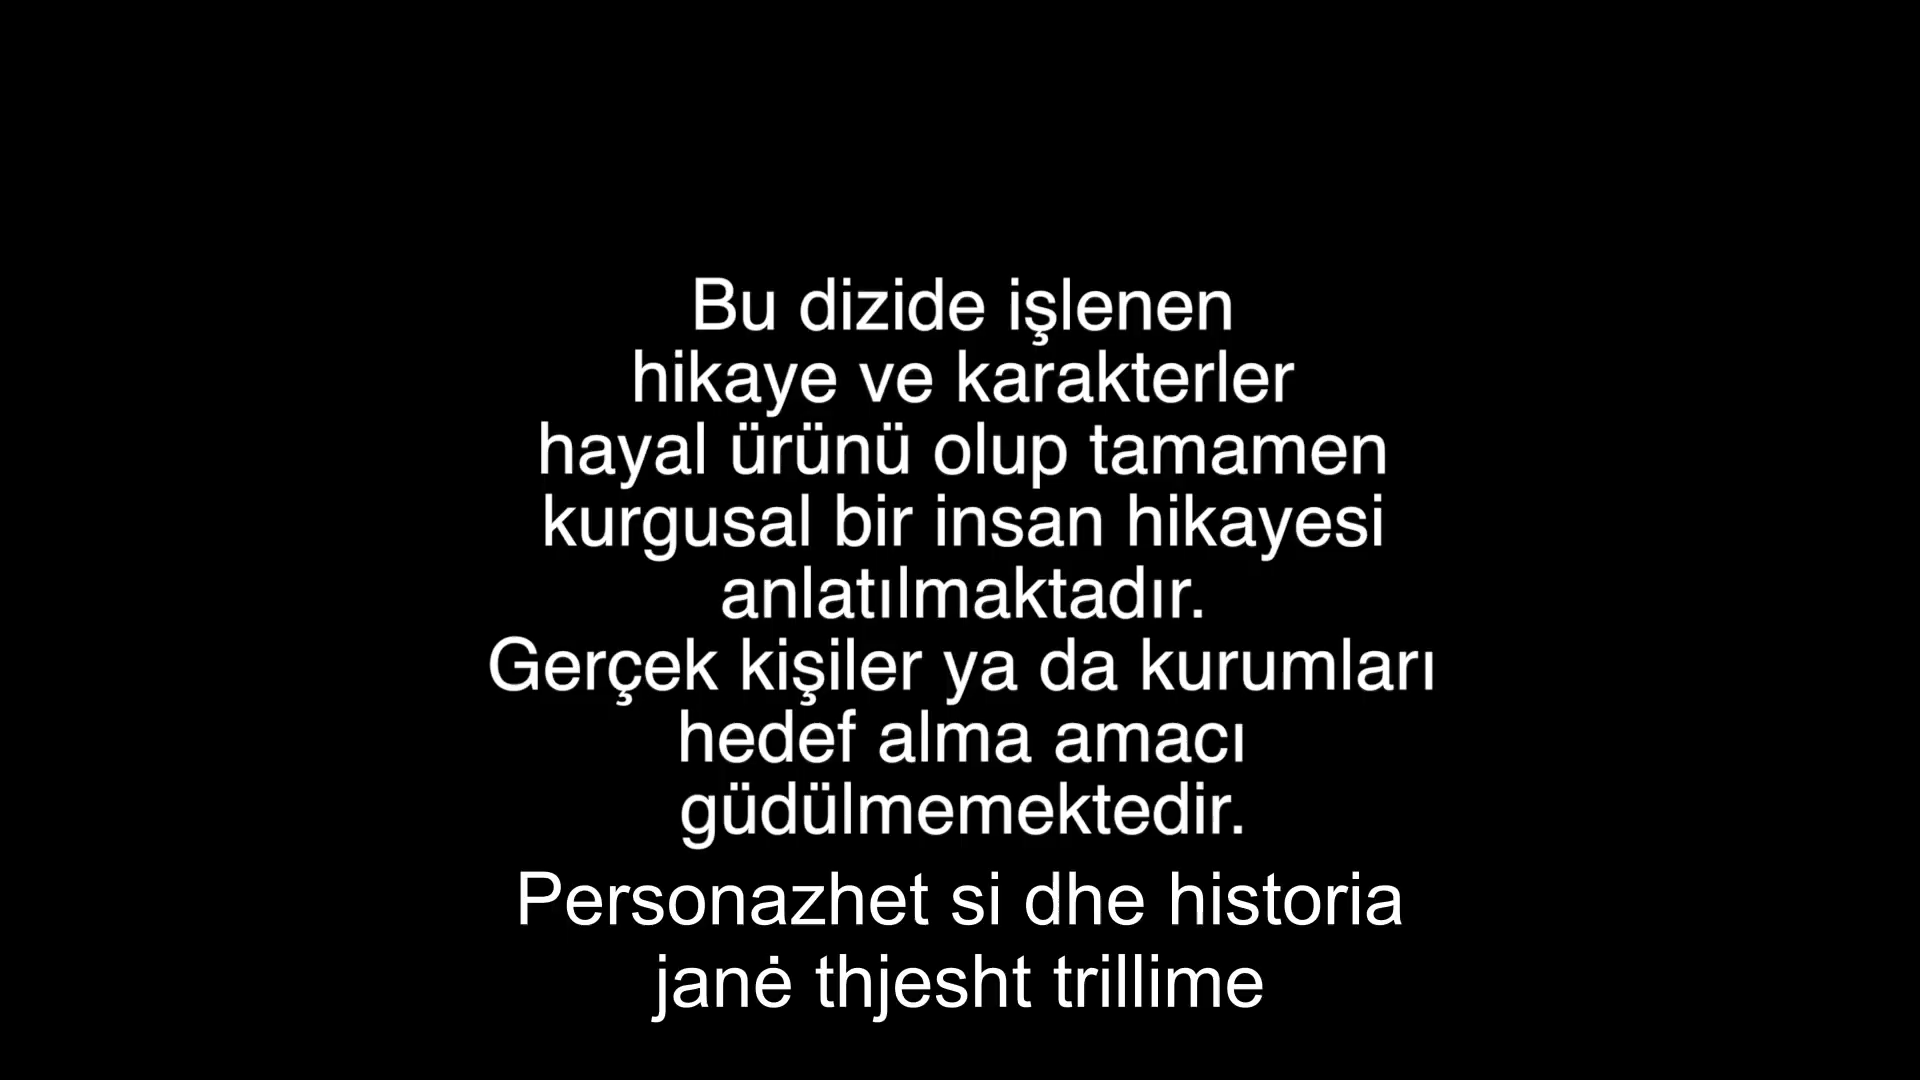 Bu dizide işlenen
hikaye ve karakterler
hayal ürünü olup tamamen
kurgusal bir insan hikayesi
anlatılmaktadır.
Gerçek kişiler ya da kurumları
hedef alma amacı
güdülmemektedir.
Personazhet si dhe historia
janė thjesht trillime